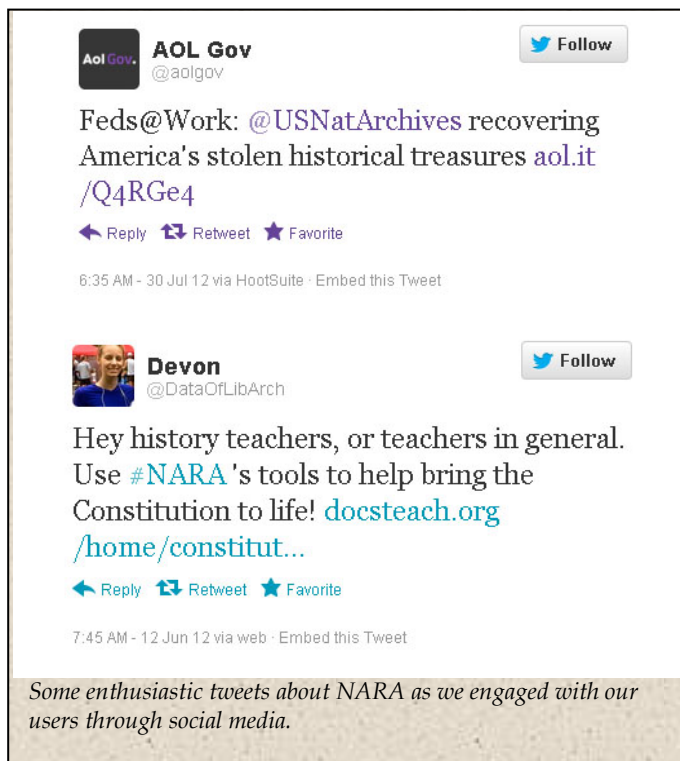 AolGov.
AOL Gov
@aolgov
Follow
Feds@Work: @USNatArchives recovering
America's stolen historical treasures aol.it
/Q4RGe4
Reply Retweet Favorite
6:35 AM - 30 Jul 12 via HootSuite · Embed this Tweet
Devon
@DataOfLibArch
Follow
Hey history teachers, or teachers in general.
Use #NARA 's tools to help bring the
Constitution to life! docsteach.org
/home/constitut...
Reply Retweet Favorite
7:45 AM - 12 Jun 12 via web · Embed this Tweet
Some enthusiastic tweets about NARA as we engaged with our
users through social media.